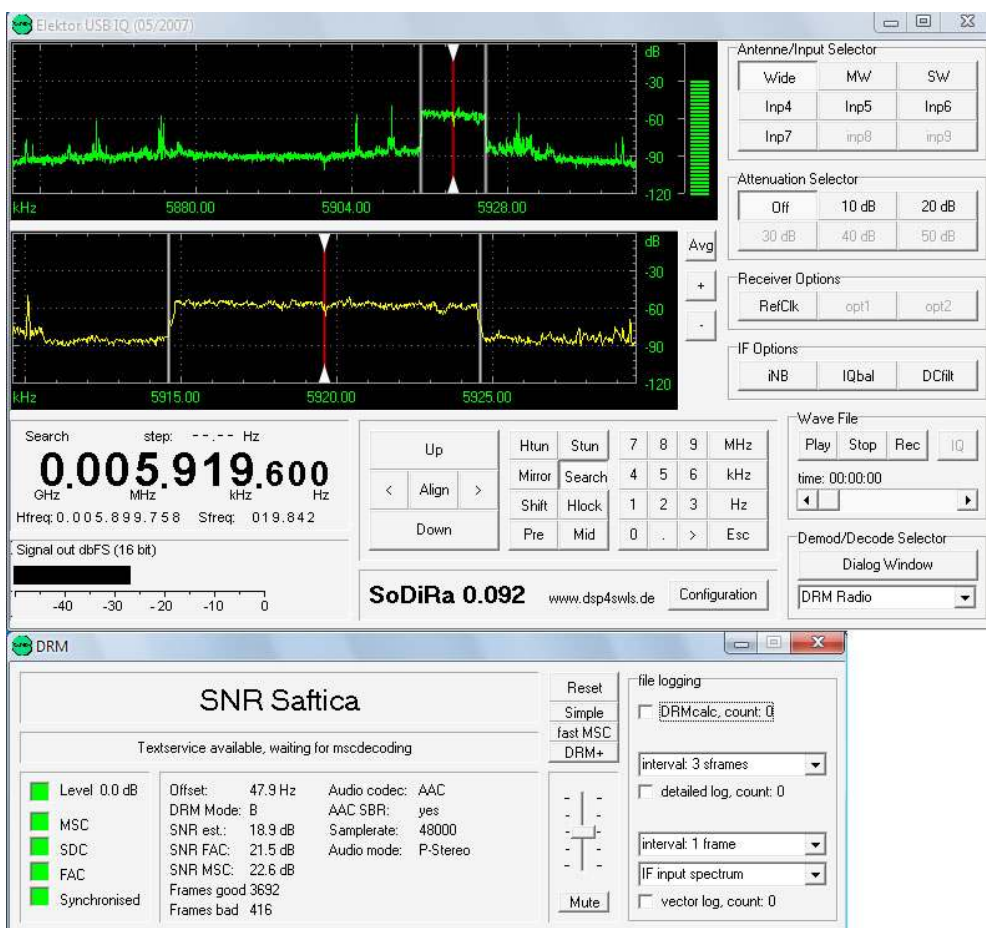 Elektor USB IQ (05/2007)
dB
-30
-60
-90
-120
kHz 5880.00 5904.00 5928.00
dB
-30
-60
-90
-120
kHz 5915.00 5920.00 5925.00
Avg
+
-
Antenne/Input Selector
Wide MW SW
Inp4 Inp5 Inp6
Inp7 inp8 inp9
Attenuation Selector
Off 10 dB 20 dB
30 dB 40 dB 50 dB
Receiver Options
RefClk opt1 opt2
IF Options
iNB IQbal DCfilt
Search step: --.-- Hz
0.005.919.600
GHz MHz kHz Hz
Hfreq: 0.005.899.758 Sfreq: 019.842
Signal out dbFS (16 bit)
-40 -30 -20 -10 0
Up
< Align >
Down
Htun Stun 7 8 9 MHz
Mirror Search 4 5 6 kHz
Shift Hlock 1 2 3 Hz
Pre Mid 0 . > Esc
SoDiRa 0.092 www.dsp4swls.de Configuration
Wave File
Play Stop Rec IQ
time: 00:00:00
Demod/Decode Selector
Dialog Window
DRM Radio
DRM
SNR Saftica
Textservice available, waiting for mscdecoding
Level 0.0 dB
MSC
SDC
FAC
Synchronised
Offset: 47.9 Hz
DRM Mode: B
SNR est.: 18.9 dB
SNR FAC: 21.5 dB
SNR MSC: 22.6 dB
Frames good 3692
Frames bad 416
Audio codec: AAC
AAC SBR: yes
Samplerate: 48000
Audio mode: P-Stereo
Reset
Simple
fast MSC
DRM+
Mute
file logging
DRMcalc, count: 0
interval: 3 sframes
detailed log, count: 0
interval: 1 frame
IF input spectrum
vector log, count: 0